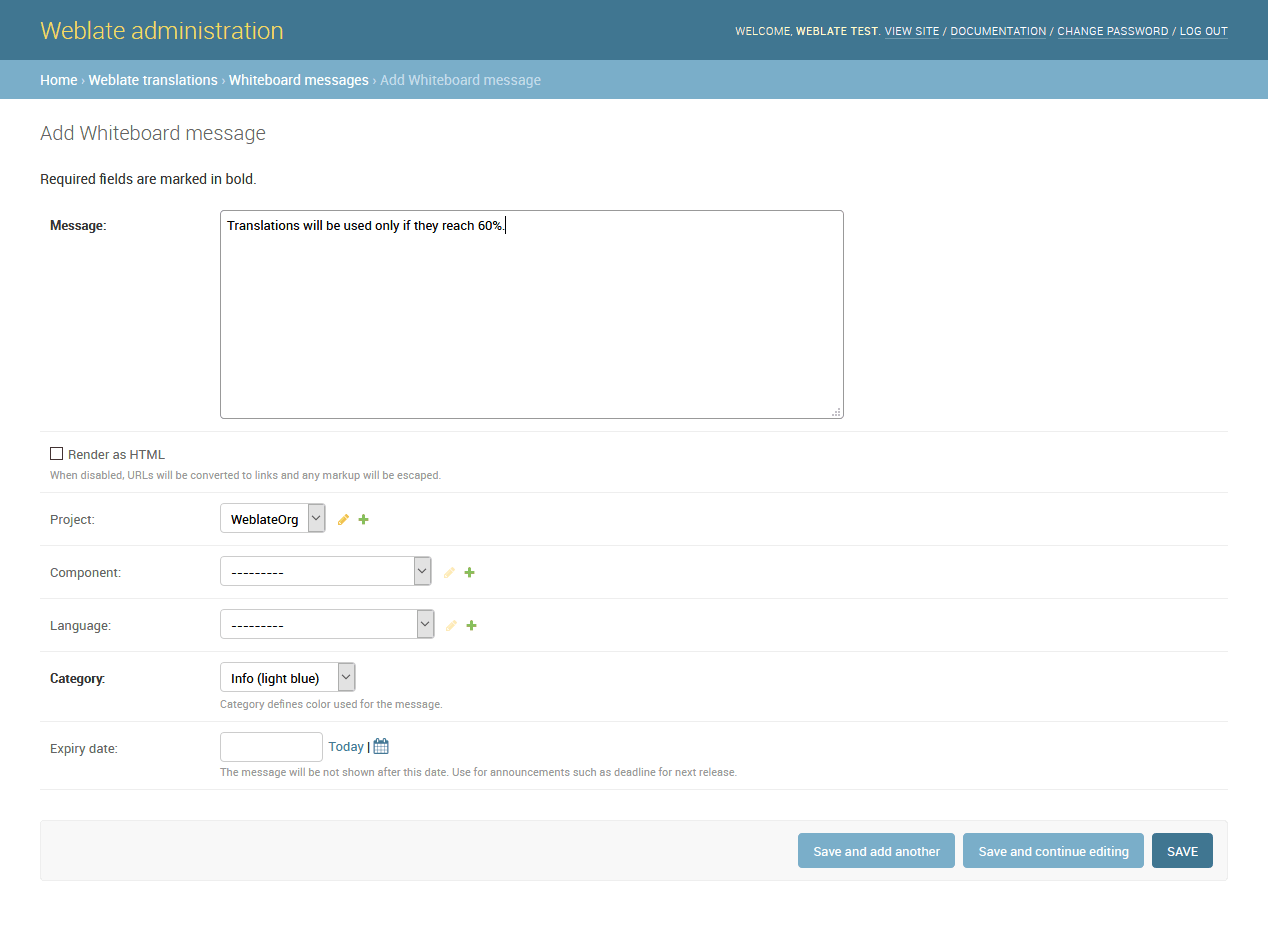 Weblate administration
WELCOME, WEBLATE TEST. VIEW SITE / DOCUMENTATION / CHANGE PASSWORD / LOG OUT
Home › Weblate translations › Whiteboard messages › Add Whiteboard message
Add Whiteboard message
Required fields are marked in bold.
Message:
Translations will be used only if they reach 60%.
Render as HTML
When disabled, URLs will be converted to links and any markup will be escaped.
Project:
WeblateOrg
Component:
---------
Language:
---------
Category:
Info (light blue)
Category defines color used for the message.
Expiry date:
Today |
The message will be not shown after this date. Use for announcements such as deadline for next release.
Save and add another
Save and continue editing
SAVE